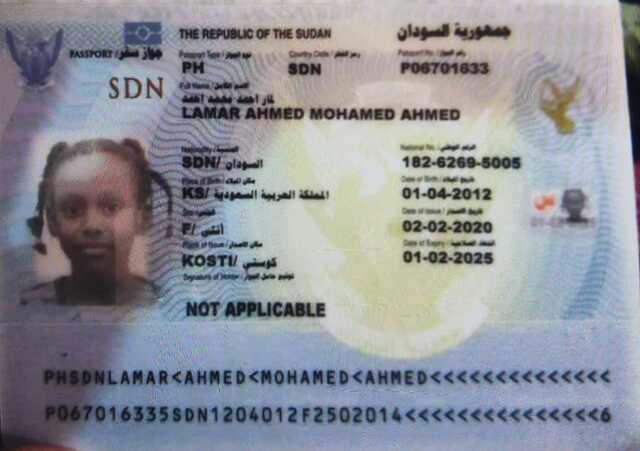 THE REPUBLIC OF THE SUDAN جمهورية السودان
PASSPORT / جواز سفر
Passport Type / نوع الجواز Country Code / رمز القطر Passport No. / رقم الجواز
PH SDN P06701633
SDN
Full Name / الاسم الكامل
لمار احمد محمد احمد
LAMAR AHMED MOHAMED AHMED
Nationality / الجنسية National No. / الرقم الوطني
SDN/ السودان 182-6269-5005
Place of Birth / مكان الميلاد Date of Birth / تاريخ الميلاد
KS/ المملكة العربية السعودية 01-04-2012
Sex / Date of Issue / تاريخ الاصدار
F/ أنثى 02-02-2020
Place of Issue / مكان الاصدار Date of Expiry /
KOSTI/ كوستي 01-02-2025
Signature of Holder / توقيع حامل الجواز
NOT APPLICABLE
PHSDNLAMAR<AHMED<MOHAMED<AHMED<<<<<<<<<<<<<<
P067016335SDN1204012F2502014<<<<<<<<<<<<<<<6